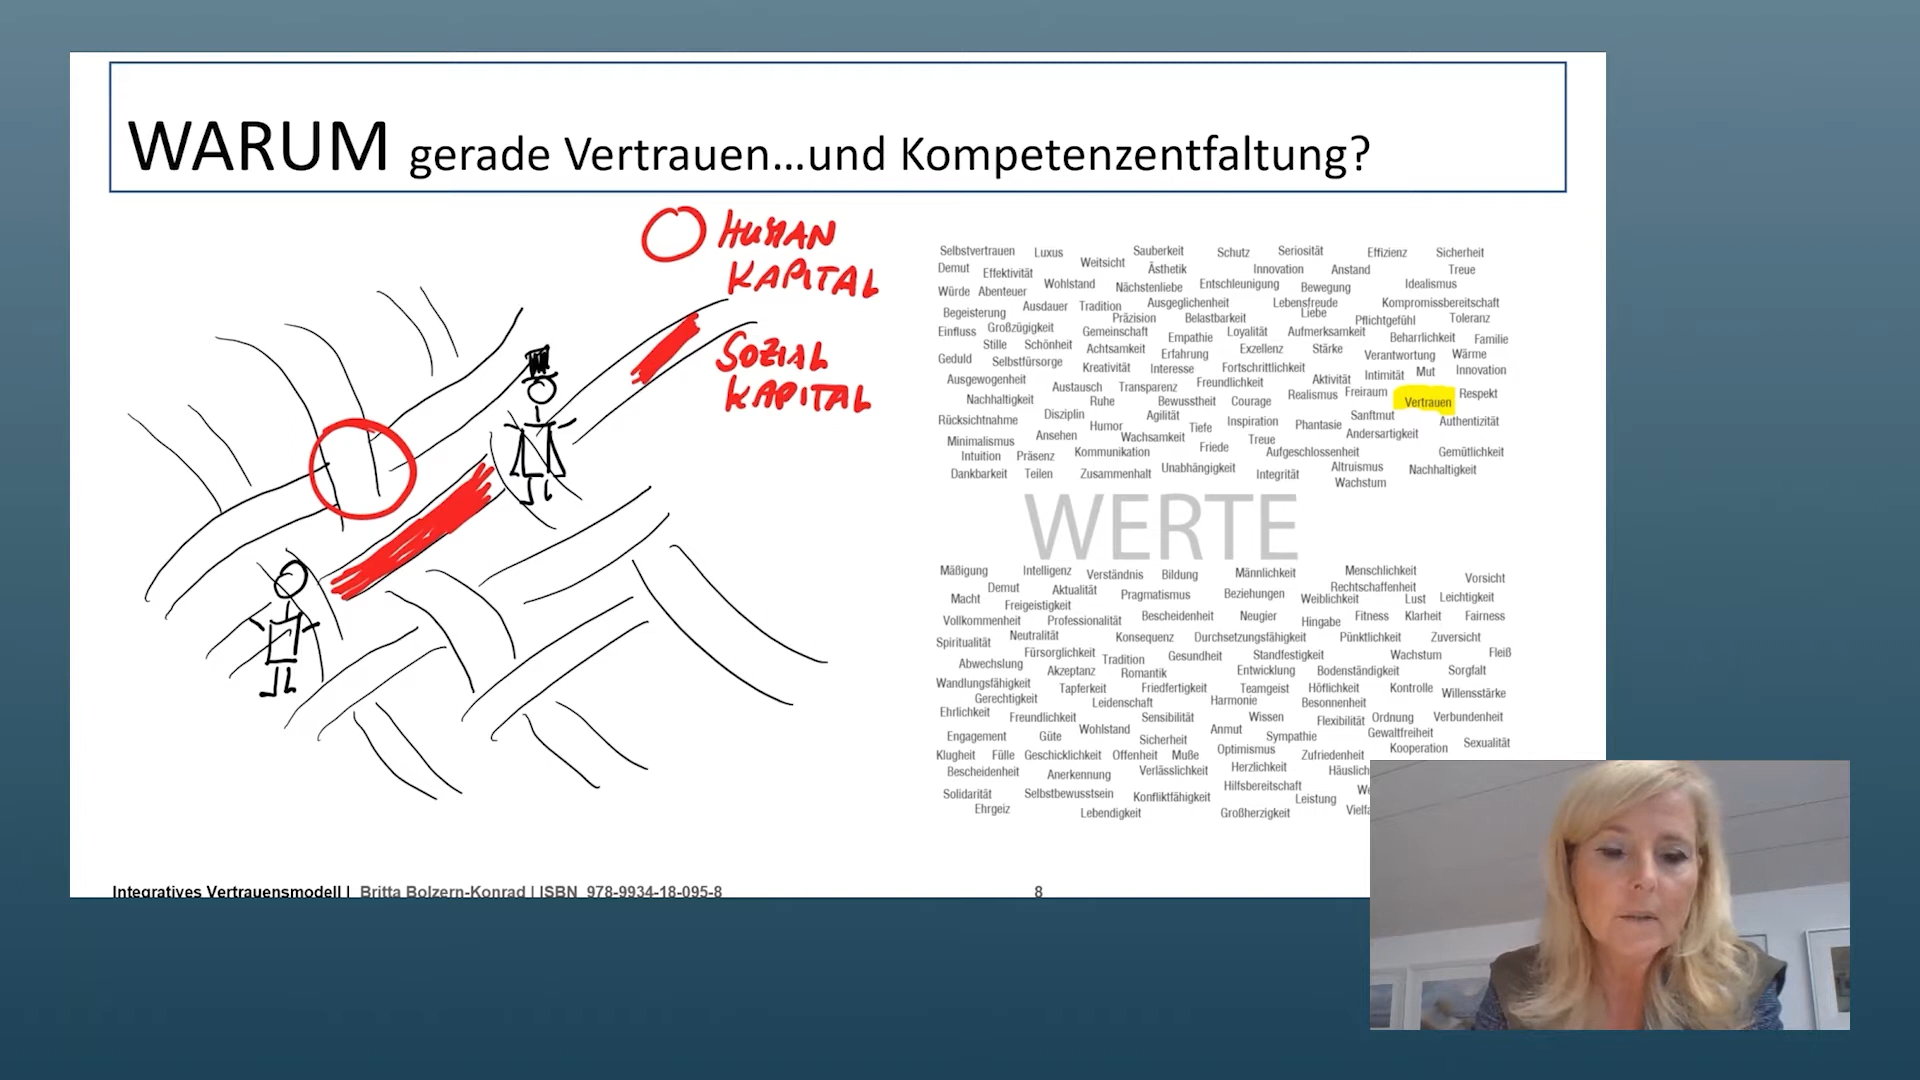 WARUM gerade Vertrauen...und Kompetenzentfaltung?
HUMAN
KAPITAL
SOZIAL
KAPITAL
Selbstvertrauen Luxus Sauberkeit Schutz Seriosität Effizienz Sicherheit
Demut Effektivität Weitsicht Ästhetik Innovation Anstand Treue
Würde Abenteuer Wohlstand Nächstenliebe Entschleunigung Bewegung Idealismus
Begeisterung Ausdauer Tradition Ausgeglichenheit Lebensfreude Kompromissbereitschaft
Präzision Belastbarkeit Liebe Pflichtgefühl Toleranz
Einfluss Großzügigkeit Gemeinschaft Empathie Loyalität Aufmerksamkeit Beharrlichkeit Familie
Stille Schönheit Achtsamkeit Erfahrung Exzellenz Stärke Verantwortung Wärme
Geduld Selbstfürsorge Kreativität Interesse Fortschrittlichkeit Intimität Mut Innovation
Ausgewogenheit Austausch Transparenz Freundlichkeit Aktivität
Nachhaltigkeit Ruhe Bewusstheit Courage Realismus Freiraum Vertrauen Respekt
Rücksichtnahme Disziplin Humor Agilität Tiefe Inspiration Phantasie Sanftmut Authentizität
Minimalismus Ansehen Wachsamkeit Friede Treue Andersartigkeit
Intuition Präsenz Kommunikation Aufgeschlossenheit Gemütlichkeit
Dankbarkeit Teilen Zusammenhalt Unabhängigkeit Integrität Altruismus Nachhaltigkeit
Wachstum
WERTE
Mäßigung Intelligenz Verständnis Bildung Männlichkeit Menschlichkeit Vorsicht
Demut Aktualität Pragmatismus Beziehungen Rechtschaffenheit
Macht Freigeistigkeit Weiblichkeit Lust Leichtigkeit
Vollkommenheit Professionalität Bescheidenheit Neugier Hingabe Fitness Klarheit Fairness
Spiritualität Neutralität Konsequenz Durchsetzungsfähigkeit Pünktlichkeit Zuversicht
Abwechslung Fürsorglichkeit Tradition Gesundheit Standfestigkeit Wachstum Fleiß
Akzeptanz Romantik Entwicklung Bodenständigkeit Sorgfalt
Wandlungsfähigkeit Tapferkeit Friedfertigkeit Teamgeist Höflichkeit Kontrolle Willensstärke
Gerechtigkeit Leidenschaft Harmonie Besonnenheit
Ehrlichkeit Freundlichkeit Sensibilität Wissen Flexibilität Ordnung Verbundenheit
Engagement Güte Wohlstand Sicherheit Anmut Sympathie Gewaltfreiheit
Klugheit Fülle Geschicklichkeit Offenheit Muße Optimismus Zufriedenheit Kooperation Sexualität
Bescheidenheit Anerkennung Verlässlichkeit Herzlichkeit Häuslich
Solidarität Selbstbewusstsein Konfliktfähigkeit Hilfsbereitschaft Leistung
Ehrgeiz Lebendigkeit Großherzigkeit Vielfa
Integratives Vertrauensmodell | Britta Bolzern-Konrad | ISBN 978-9934-18-095-8
8